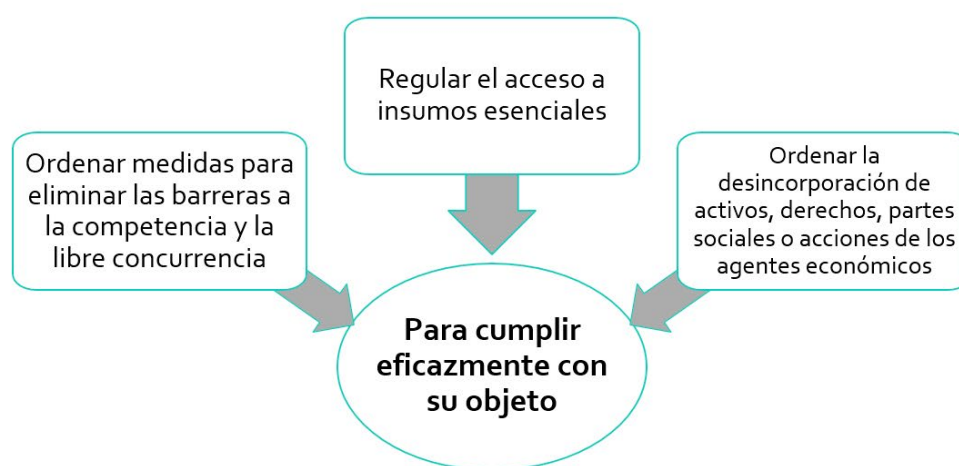 Regular el acceso a
insumos esenciales
Ordenar medidas para
eliminar las barreras a
la competencia y la
libre concurrencia
Ordenar la
desincorporación de
activos, derechos, partes
sociales o acciones de los
agentes económicos
Para cumplir
eficazmente con
su objeto